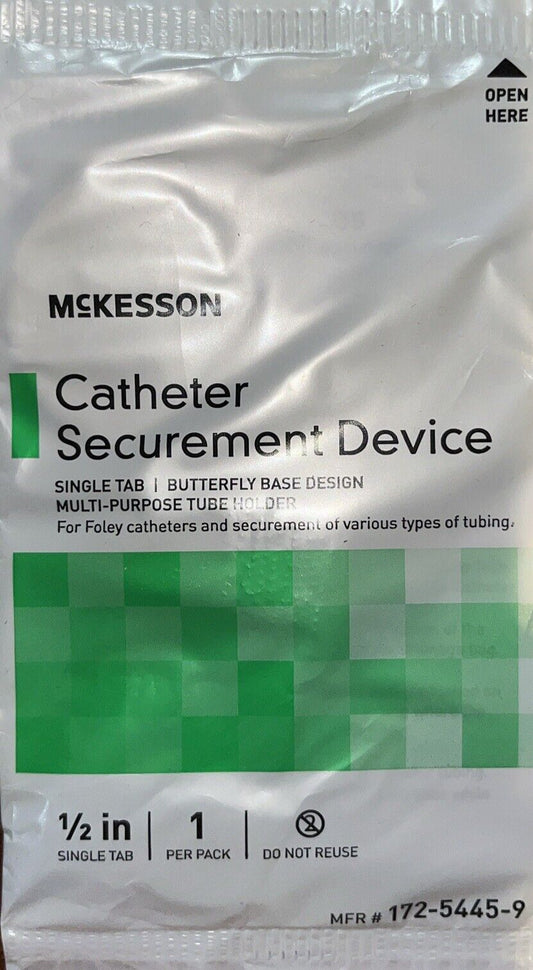 OPEN
HERE
McKESSON
Catheter
Securement Device
SINGLE TAB | BUTTERFLY BASE DESIGN
MULTI-PURPOSE TUBE HOLDER
For Foley catheters and securement of various types of tubing.
½ in
SINGLE TAB
1
PER PACK
2
DO NOT REUSE
MFR # 172-5445-9